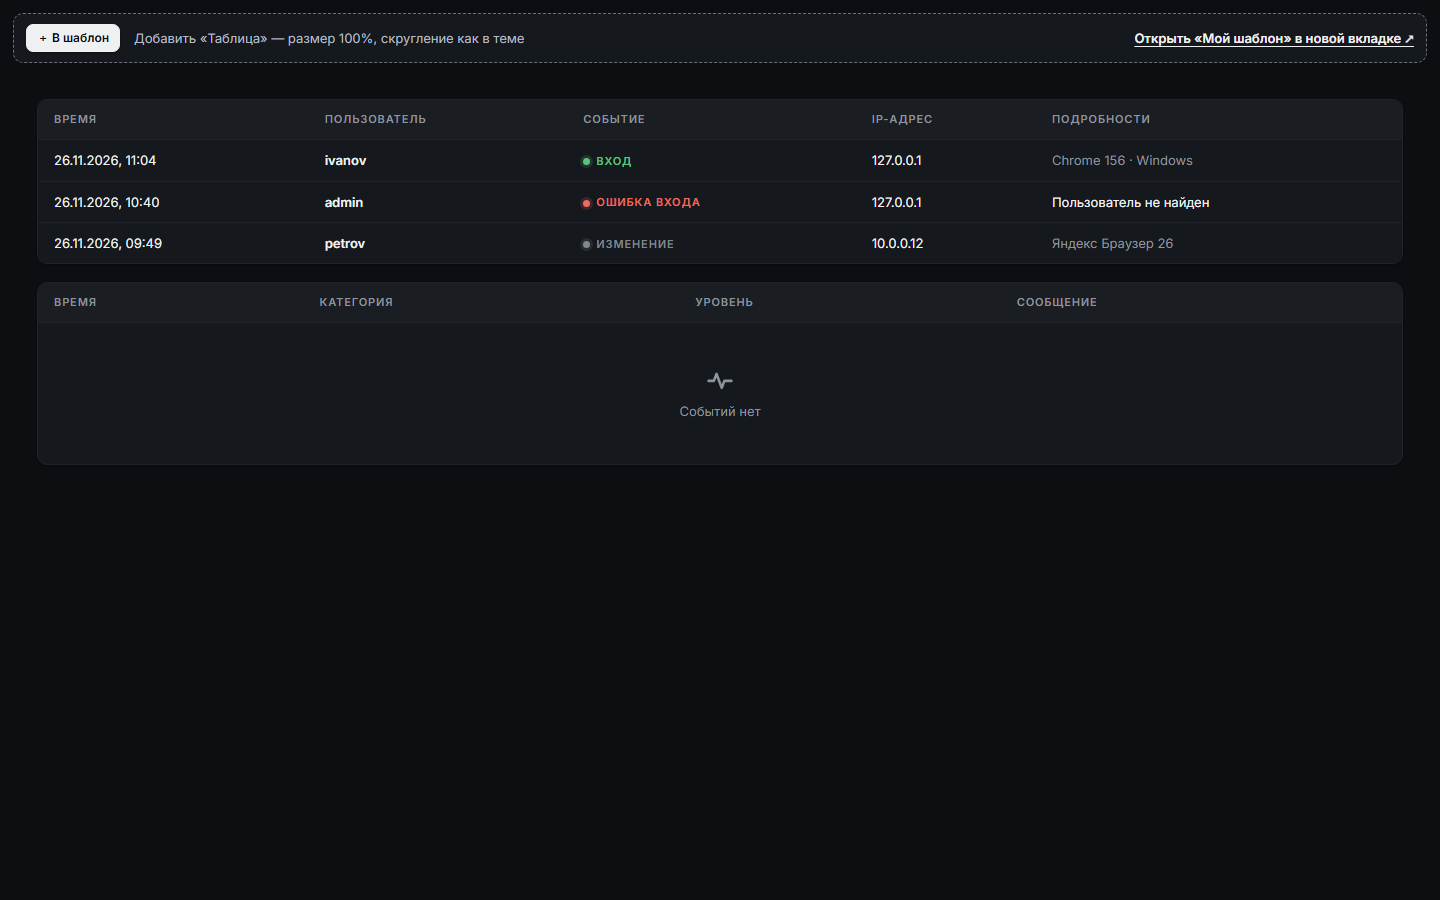 + В шаблон Добавить «Таблица» — размер 100%, скругление как в теме Открыть «Мой шаблон» в новой вкладке ↗
ВРЕМЯ ПОЛЬЗОВАТЕЛЬ СОБЫТИЕ IP-АДРЕС ПОДРОБНОСТИ
26.11.2026, 11:04 ivanov ВХОД 127.0.0.1 Chrome 156 · Windows
26.11.2026, 10:40 admin ОШИБКА ВХОДА 127.0.0.1 Пользователь не найден
26.11.2026, 09:49 petrov ИЗМЕНЕНИЕ 10.0.0.12 Яндекс Браузер 26
ВРЕМЯ КАТЕГОРИЯ УРОВЕНЬ СООБЩЕНИЕ
Событий нет